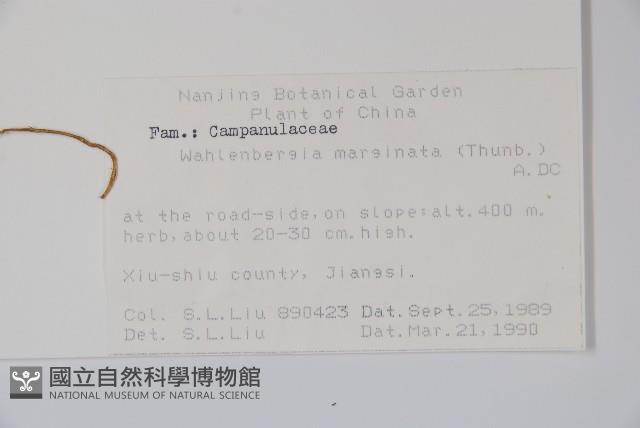 Nanjing Botanical Garden
Plant of China
Fam.: Campanulaceae
Wahlenbergia marginata (Thunb.)
A. DC
at the road-side, on slope: alt. 400 m.
herb, about 20-30 cm. high.
Xiu-shiu county, Jiangsi.
Col. S.L.Liu 890423 Dat. Sept. 25, 1989
Det. S.L.Liu Dat. Mar. 21, 1990
國立自然科學博物館
NATIONAL MUSEUM OF NATURAL SCIENCE